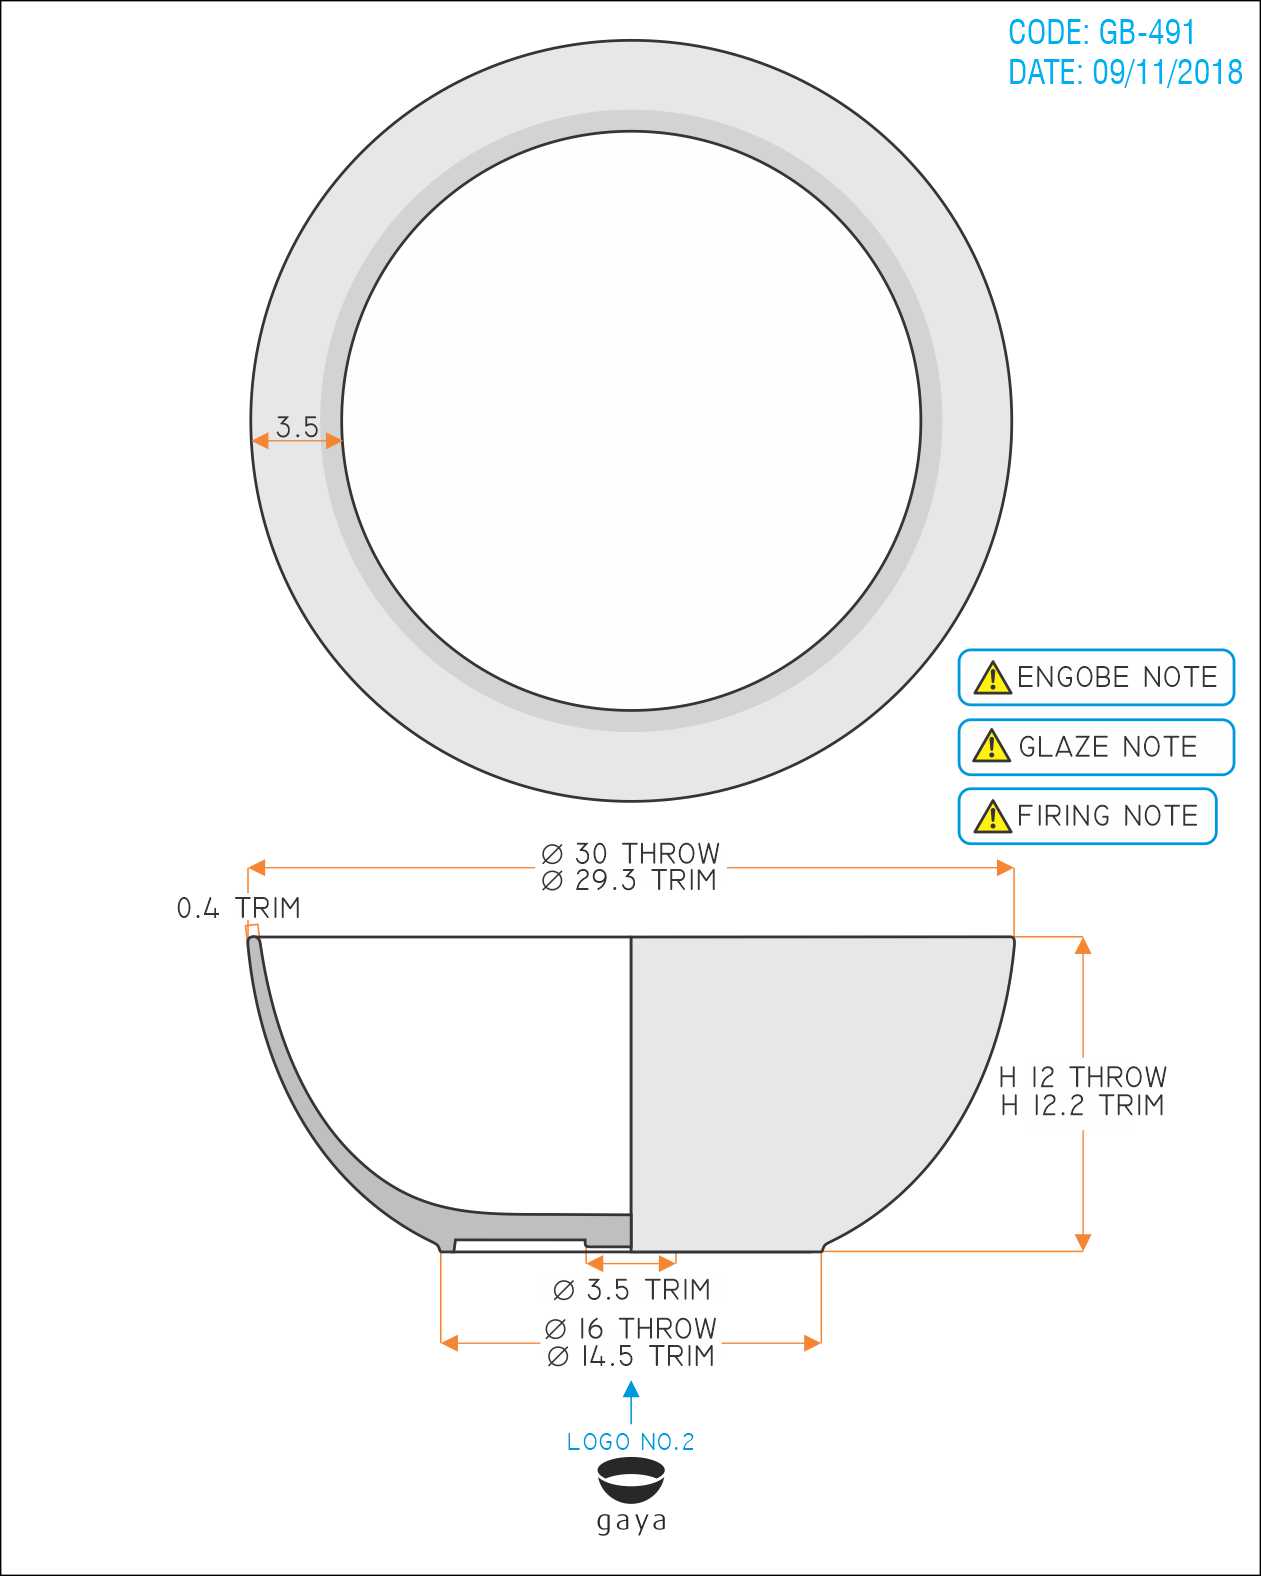 CODE: GB-491
DATE: 09/11/2018
3.5
ENGOBE NOTE
GLAZE NOTE
FIRING NOTE
Ø 30 THROW
Ø 29.3 TRIM
0.4 TRIM
H 12 THROW
H 12.2 TRIM
Ø 3.5 TRIM
Ø 16 THROW
Ø 14.5 TRIM
LOGO NO.2
gaya